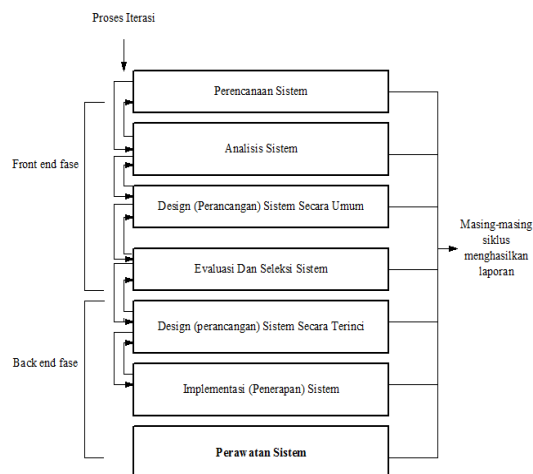 Proses Iterasi
Perencanaan Sistem
Analisis Sistem
Front end fase
Design (Perancangan) Sistem Secara Umum
Masing-masing
siklus
menghasilkan
laporan
Evaluasi Dan Seleksi Sistem
Design (perancangan) Sistem Secara Terinci
Back end fase
Implementasi (Penerapan) Sistem
Perawatan Sistem